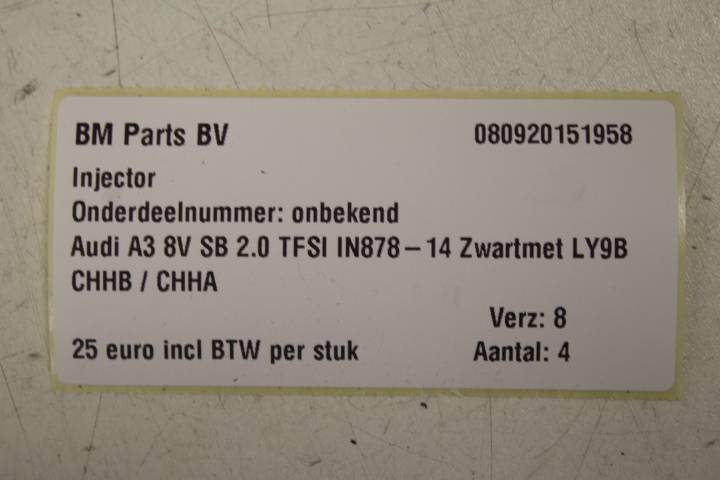 BM Parts BV 080920151958
Injector
Onderdeelnummer: onbekend
Audi A3 8V SB 2.0 TFSI IN878-14 Zwartmet LY9B
CHHB / CHHA
Verz: 8
25 euro incl BTW per stuk Aantal: 4